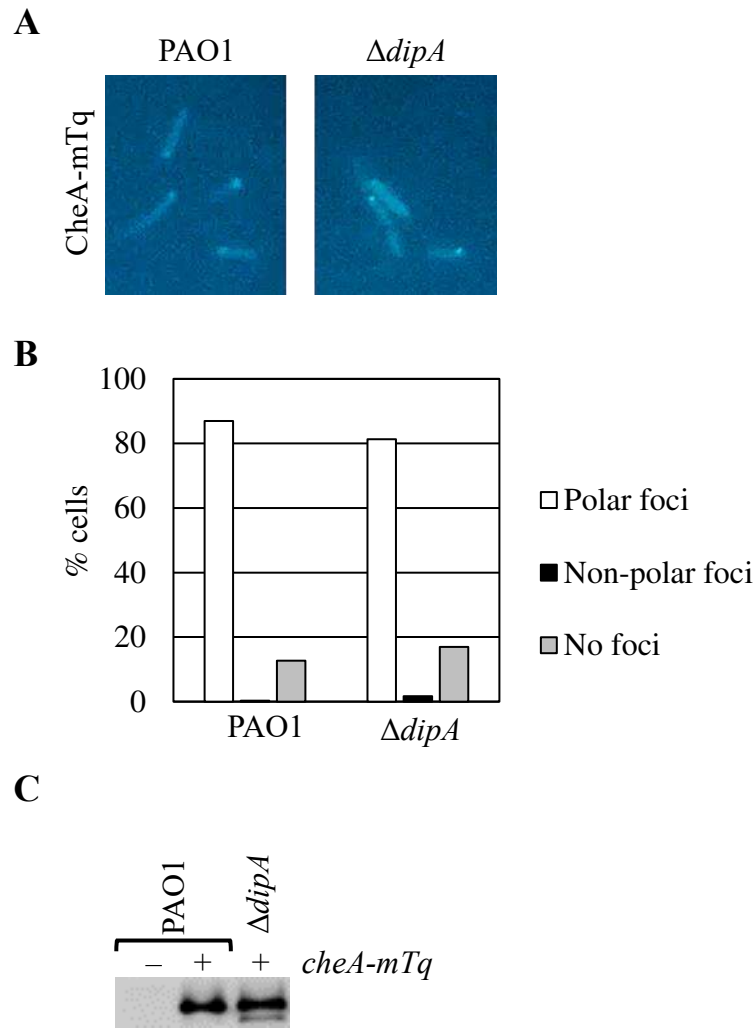 A
PAO1 ΔdipA
CheA-mTq
B
100
80
60
40
20
0
% cells
PAO1 ΔdipA
Polar foci
Non-polar foci
No foci
C
PAO1 ΔdipA
– + + cheA-mTq